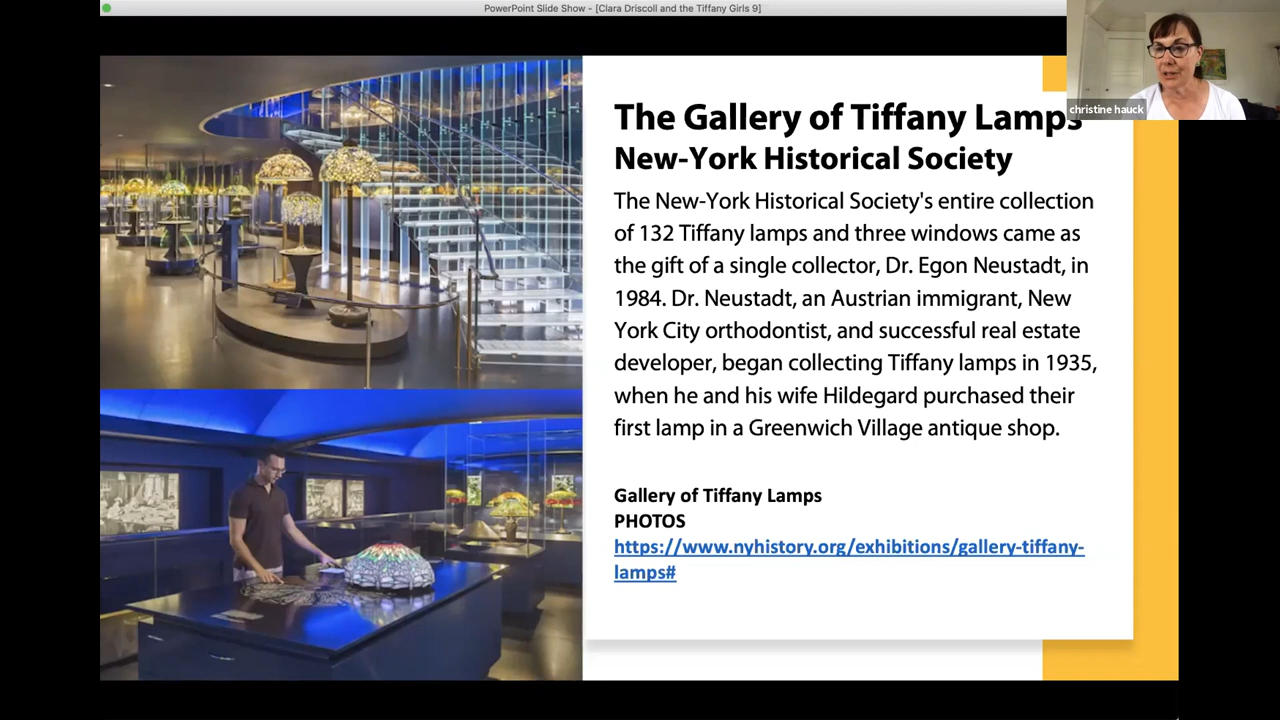 PowerPoint Slide Show - [Clara Driscoll and the Tiffany Girls 9]
christine hauck
The Gallery of Tiffany Lamps
New-York Historical Society
The New-York Historical Society's entire collection
of 132 Tiffany lamps and three windows came as
the gift of a single collector, Dr. Egon Neustadt, in
1984. Dr. Neustadt, an Austrian immigrant, New
York City orthodontist, and successful real estate
developer, began collecting Tiffany lamps in 1935,
when he and his wife Hildegard purchased their
first lamp in a Greenwich Village antique shop.
Gallery of Tiffany Lamps
PHOTOS
https://www.nyhistory.org/exhibitions/gallery-tiffany-
lamps#